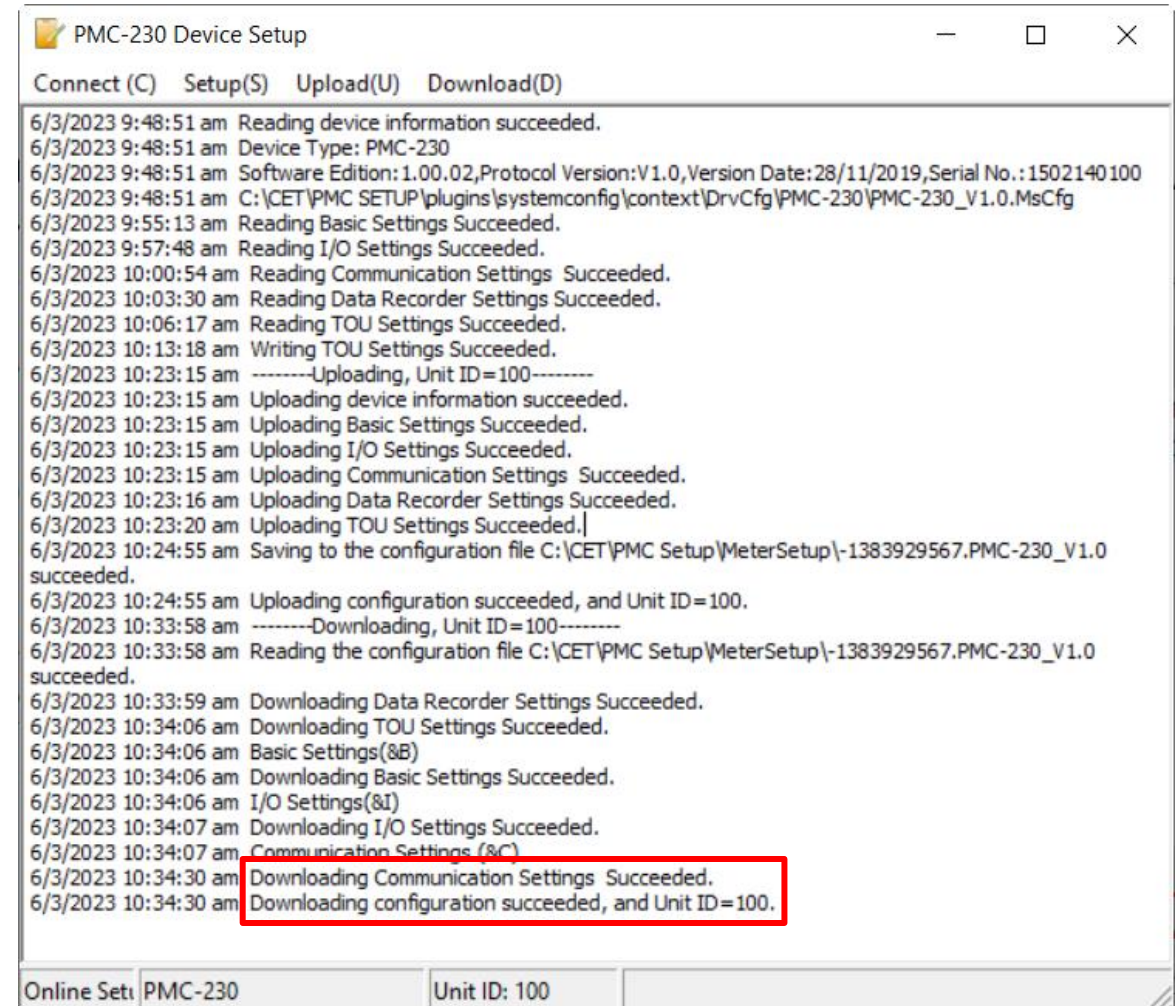 PMC-230 Device Setup
Connect (C) Setup(S) Upload(U) Download(D)
6/3/2023 9:48:51 am Reading device information succeeded.
6/3/2023 9:48:51 am Device Type: PMC-230
6/3/2023 9:48:51 am Software Edition:1.00.02,Protocol Version:V1.0,Version Date:28/11/2019,Serial No.:1502140100
6/3/2023 9:48:51 am C:\CET\PMC SETUP\plugins\systemconfig\context\DrvCfg\PMC-230\PMC-230_V1.0.MsCfg
6/3/2023 9:55:13 am Reading Basic Settings Succeeded.
6/3/2023 9:57:48 am Reading I/O Settings Succeeded.
6/3/2023 10:00:54 am Reading Communication Settings Succeeded.
6/3/2023 10:03:30 am Reading Data Recorder Settings Succeeded.
6/3/2023 10:06:17 am Reading TOU Settings Succeeded.
6/3/2023 10:13:18 am Writing TOU Settings Succeeded.
6/3/2023 10:23:15 am --------Uploading, Unit ID=100--------
6/3/2023 10:23:15 am Uploading device information succeeded.
6/3/2023 10:23:15 am Uploading Basic Settings Succeeded.
6/3/2023 10:23:15 am Uploading I/O Settings Succeeded.
6/3/2023 10:23:15 am Uploading Communication Settings Succeeded.
6/3/2023 10:23:16 am Uploading Data Recorder Settings Succeeded.
6/3/2023 10:23:20 am Uploading TOU Settings Succeeded.
6/3/2023 10:24:55 am Saving to the configuration file C:\CET\PMC Setup\MeterSetup\-1383929567.PMC-230_V1.0
succeeded.
6/3/2023 10:24:55 am Uploading configuration succeeded, and Unit ID=100.
6/3/2023 10:33:58 am --------Downloading, Unit ID=100--------
6/3/2023 10:33:58 am Reading the configuration file C:\CET\PMC Setup\MeterSetup\-1383929567.PMC-230_V1.0
succeeded.
6/3/2023 10:33:59 am Downloading Data Recorder Settings Succeeded.
6/3/2023 10:34:06 am Downloading TOU Settings Succeeded.
6/3/2023 10:34:06 am Basic Settings(&B)
6/3/2023 10:34:06 am Downloading Basic Settings Succeeded.
6/3/2023 10:34:06 am I/O Settings(&I)
6/3/2023 10:34:07 am Downloading I/O Settings Succeeded.
6/3/2023 10:34:07 am Communication Settings (&C)
6/3/2023 10:34:30 am Downloading Communication Settings Succeeded.
6/3/2023 10:34:30 am Downloading configuration succeeded, and Unit ID=100.
Online Setu PMC-230 Unit ID: 100